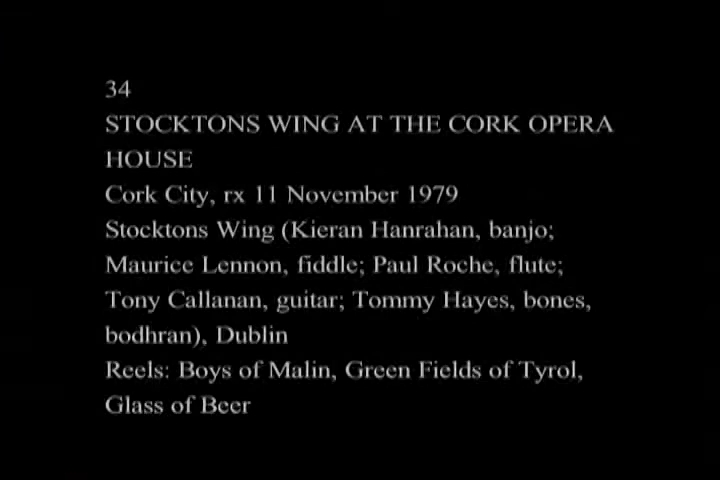 34
STOCKTONS WING AT THE CORK OPERA
HOUSE
Cork City, rx 11 November 1979
Stocktons Wing (Kieran Hanrahan, banjo;
Maurice Lennon, fiddle; Paul Roche, flute;
Tony Callanan, guitar; Tommy Hayes, bones,
bodhran), Dublin
Reels: Boys of Malin, Green Fields of Tyrol,
Glass of Beer